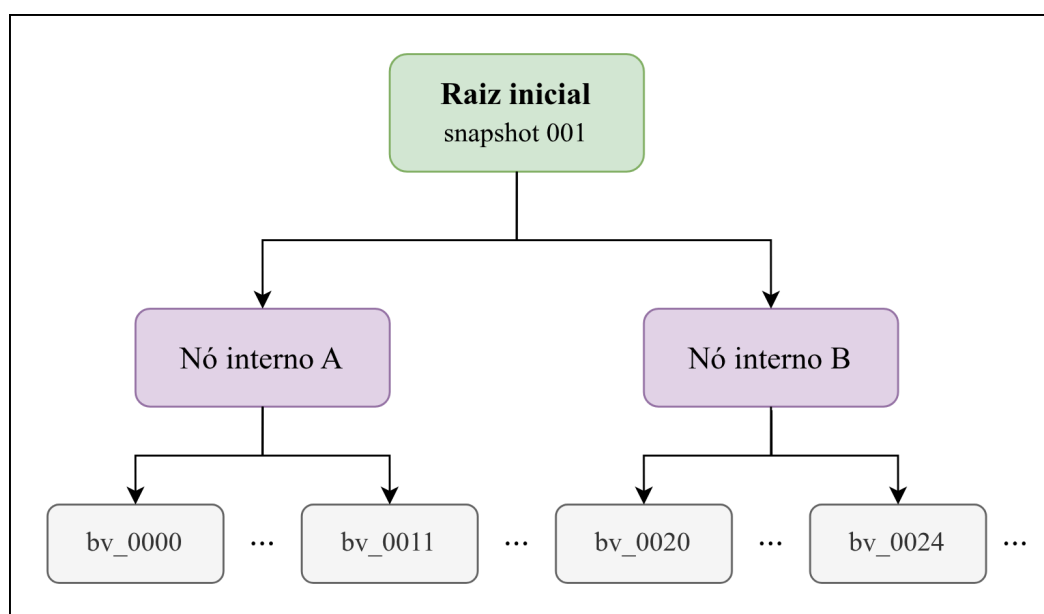 Raiz inicial
snapshot 001
Nó interno A
Nó interno B
bv_0000 ... bv_0011 ... bv_0020 ... bv_0024 ...